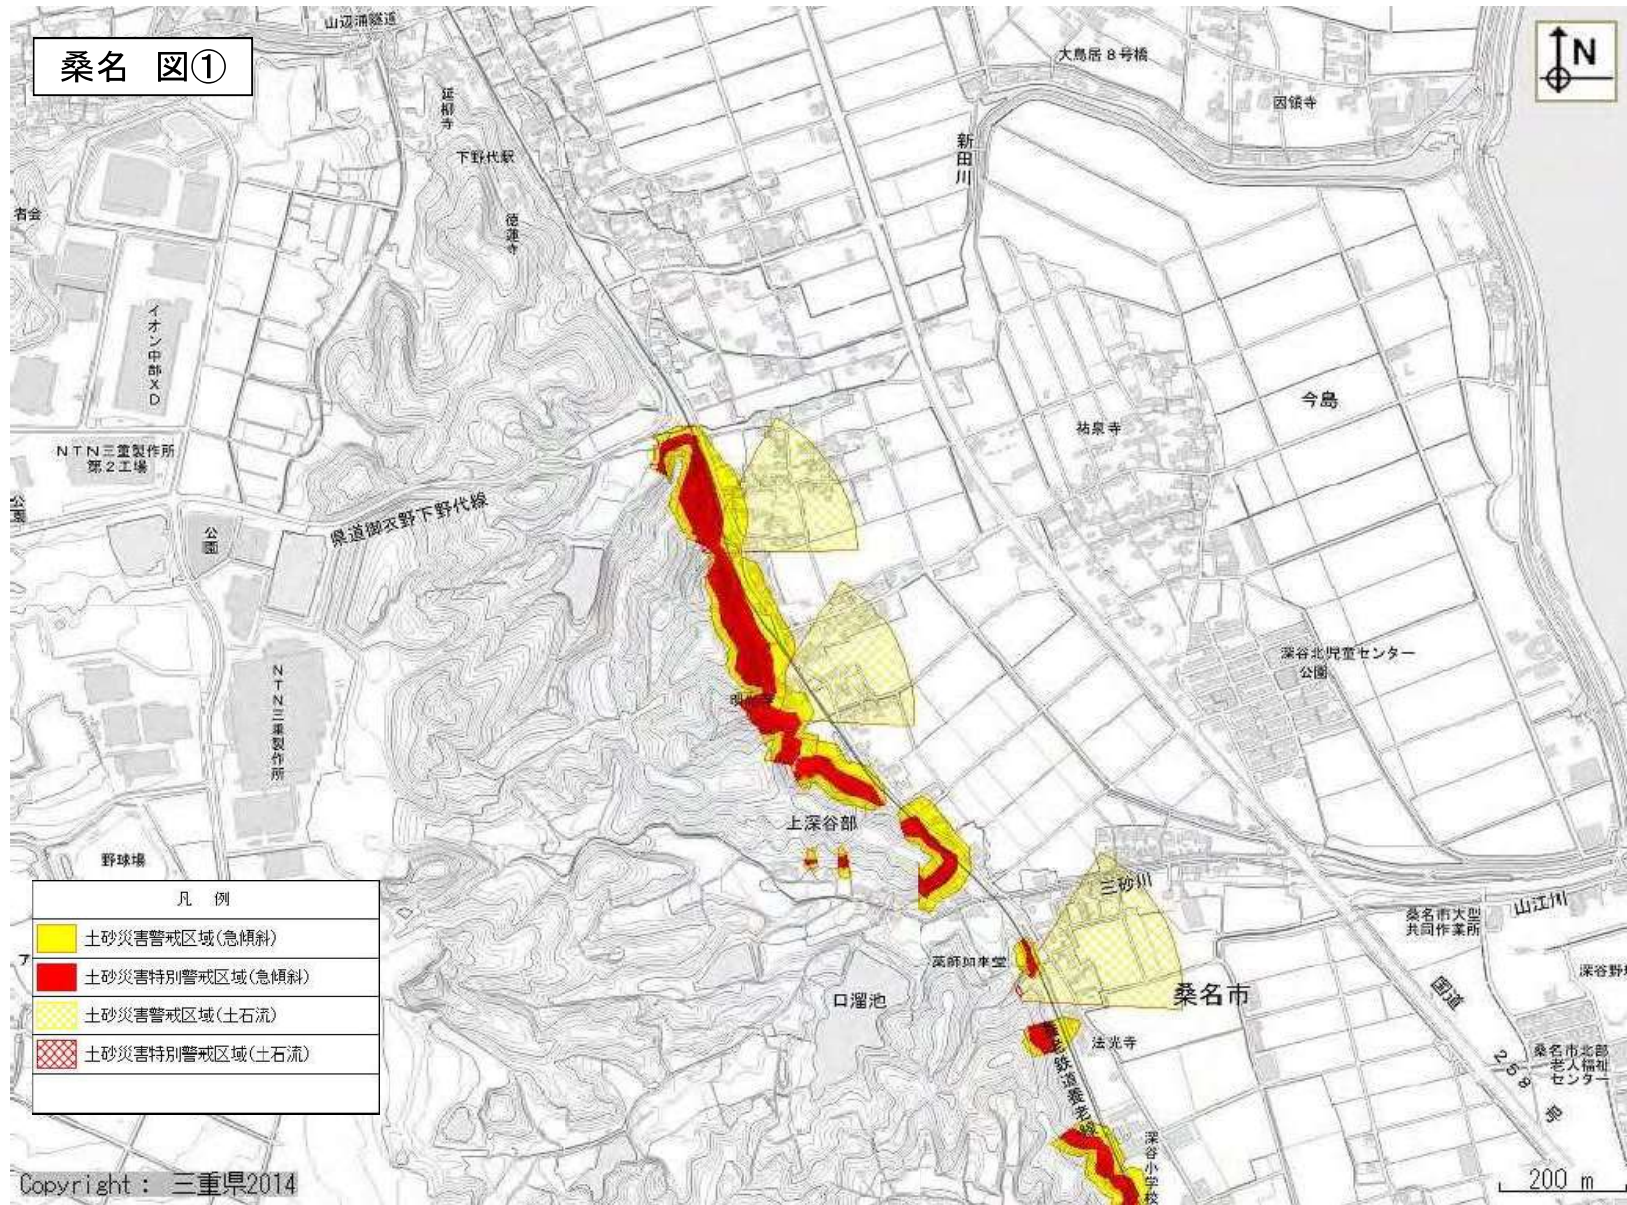 桑名 図①
山辺浦隧道
大鳥居8号橋
N
因領寺
延柳寺
下野代駅
新田川
徳蓮寺
者会
イオン中部XD
今島
祐泉寺
NTN三重製作所
第2工場
公園
県道御衣野下野代線
公園
深谷北児童センター
公園
NTN三重製作所
上深谷部
野球場
三砂川
山江川
桑名市大型
共同作業所
凡 例
土砂災害警戒区域(急傾斜)
土砂災害特別警戒区域(急傾斜)
土砂災害警戒区域(土石流)
土砂災害特別警戒区域(土石流)
ア
薬師如来堂
口溜池
桑名市
国道
258号
深谷野球
法光寺
養老鉄道養老線
桑名市北部
老人福祉
センター
深谷小学校
Copyright : 三重県2014
200 m